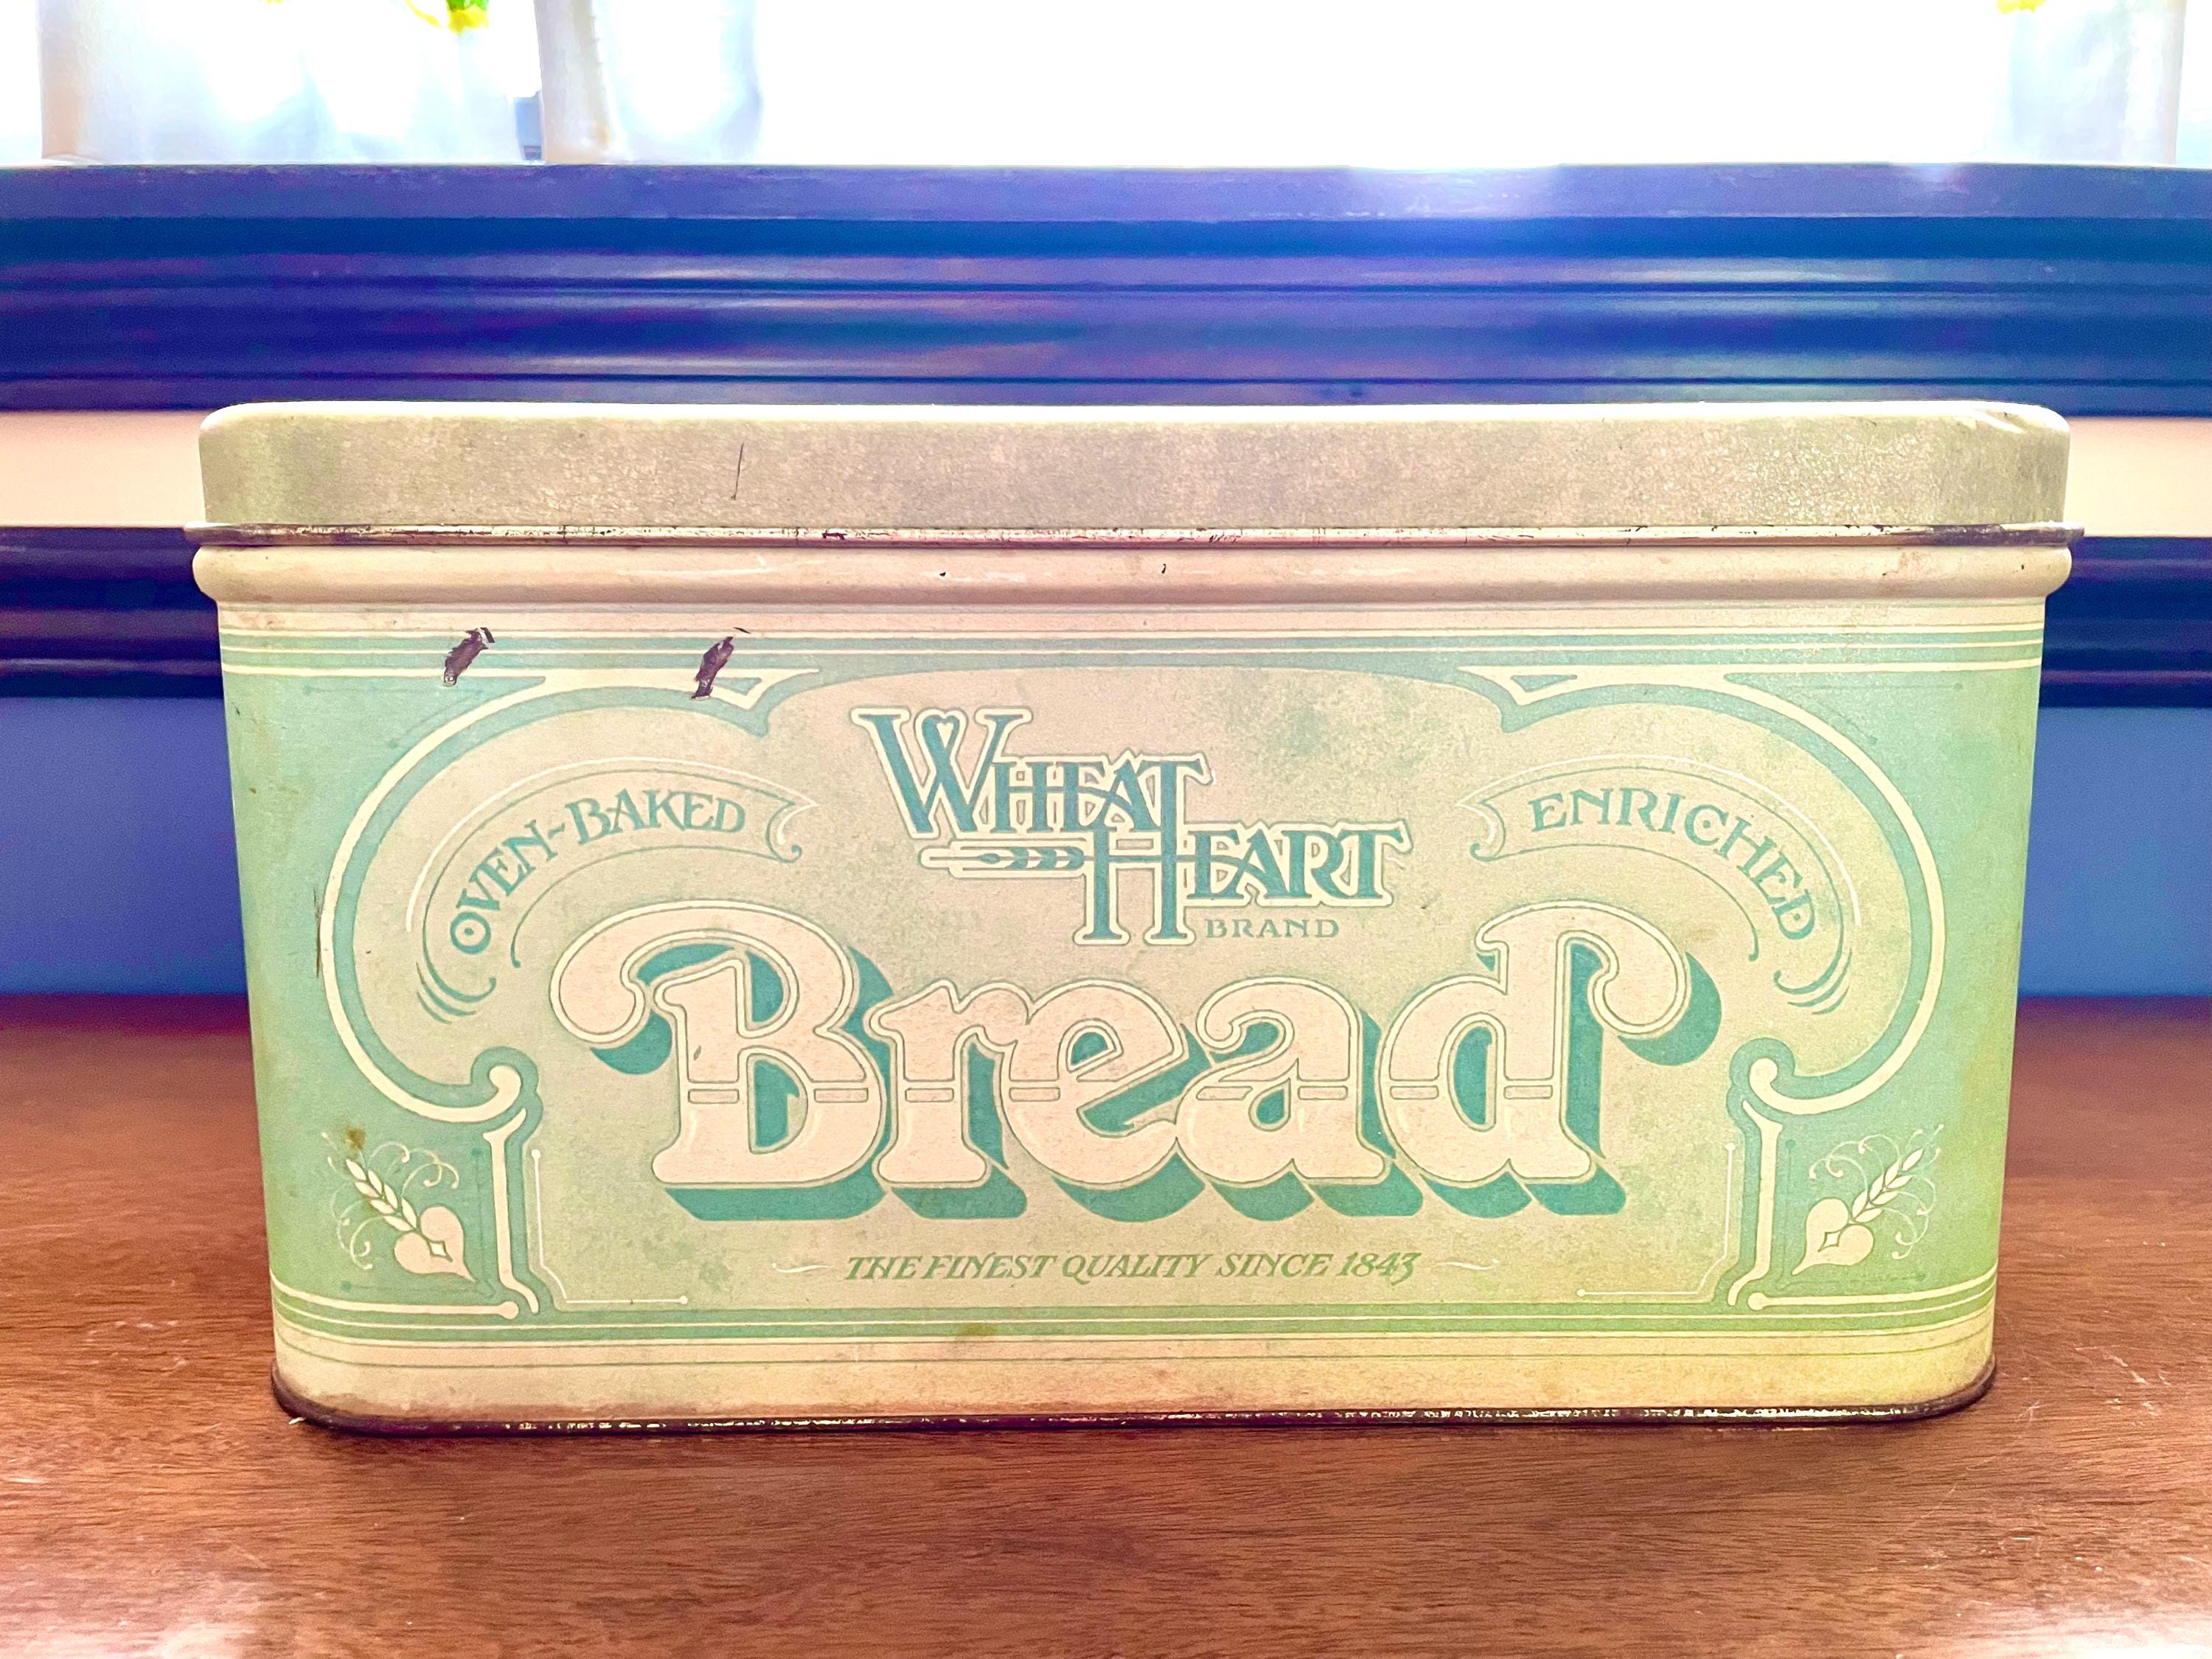 WHEAT
HEART
BRAND
OVEN-BAKED
ENRICHED
Bread
THE FINEST QUALITY SINCE 1843